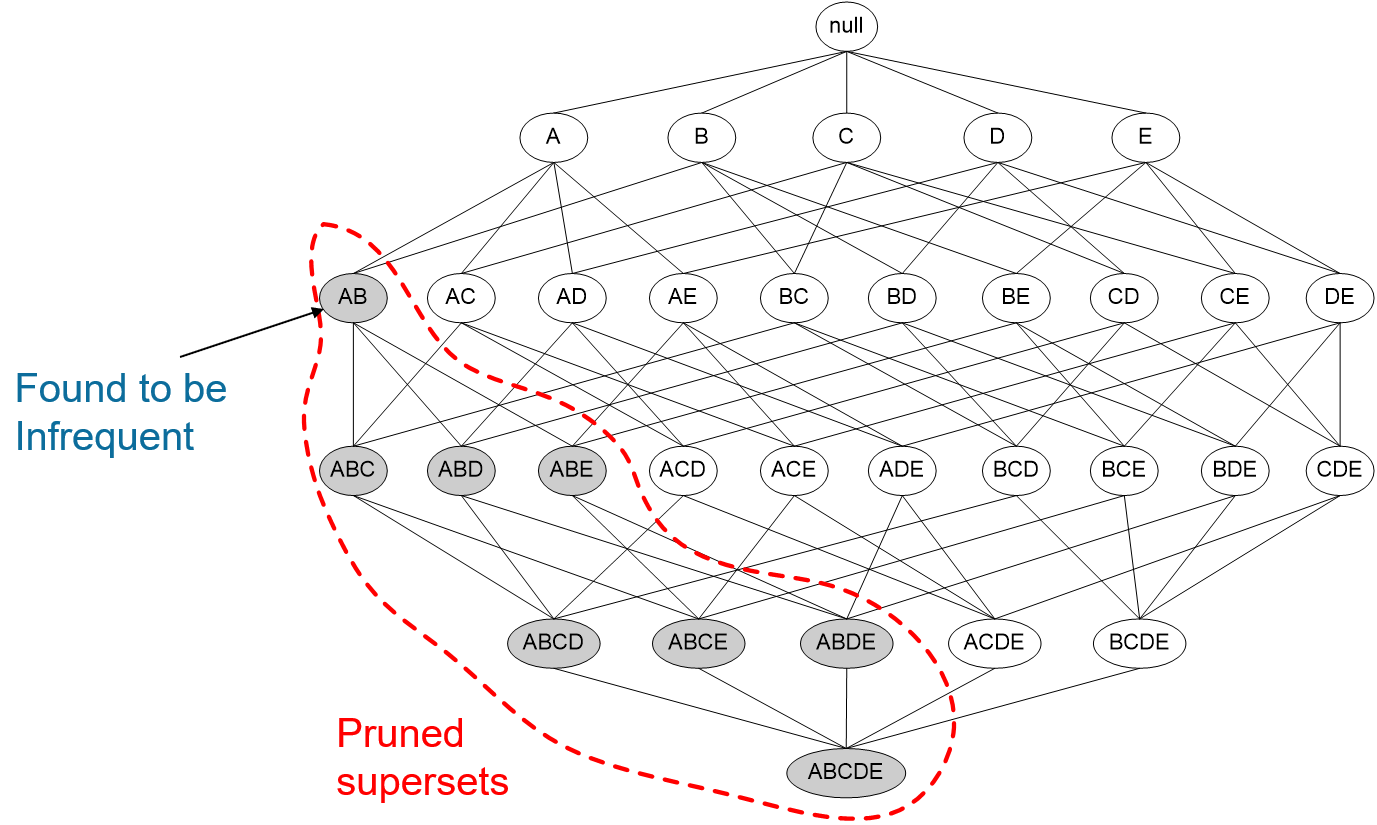 null
A B C D E
AB AC AD AE BC BD BE CD CE DE
Found to be
Infrequent
ABC ABD ABE ACD ACE ADE BCD BCE BDE CDE
ABCD ABCE ABDE ACDE BCDE
Pruned
supersets
ABCDE